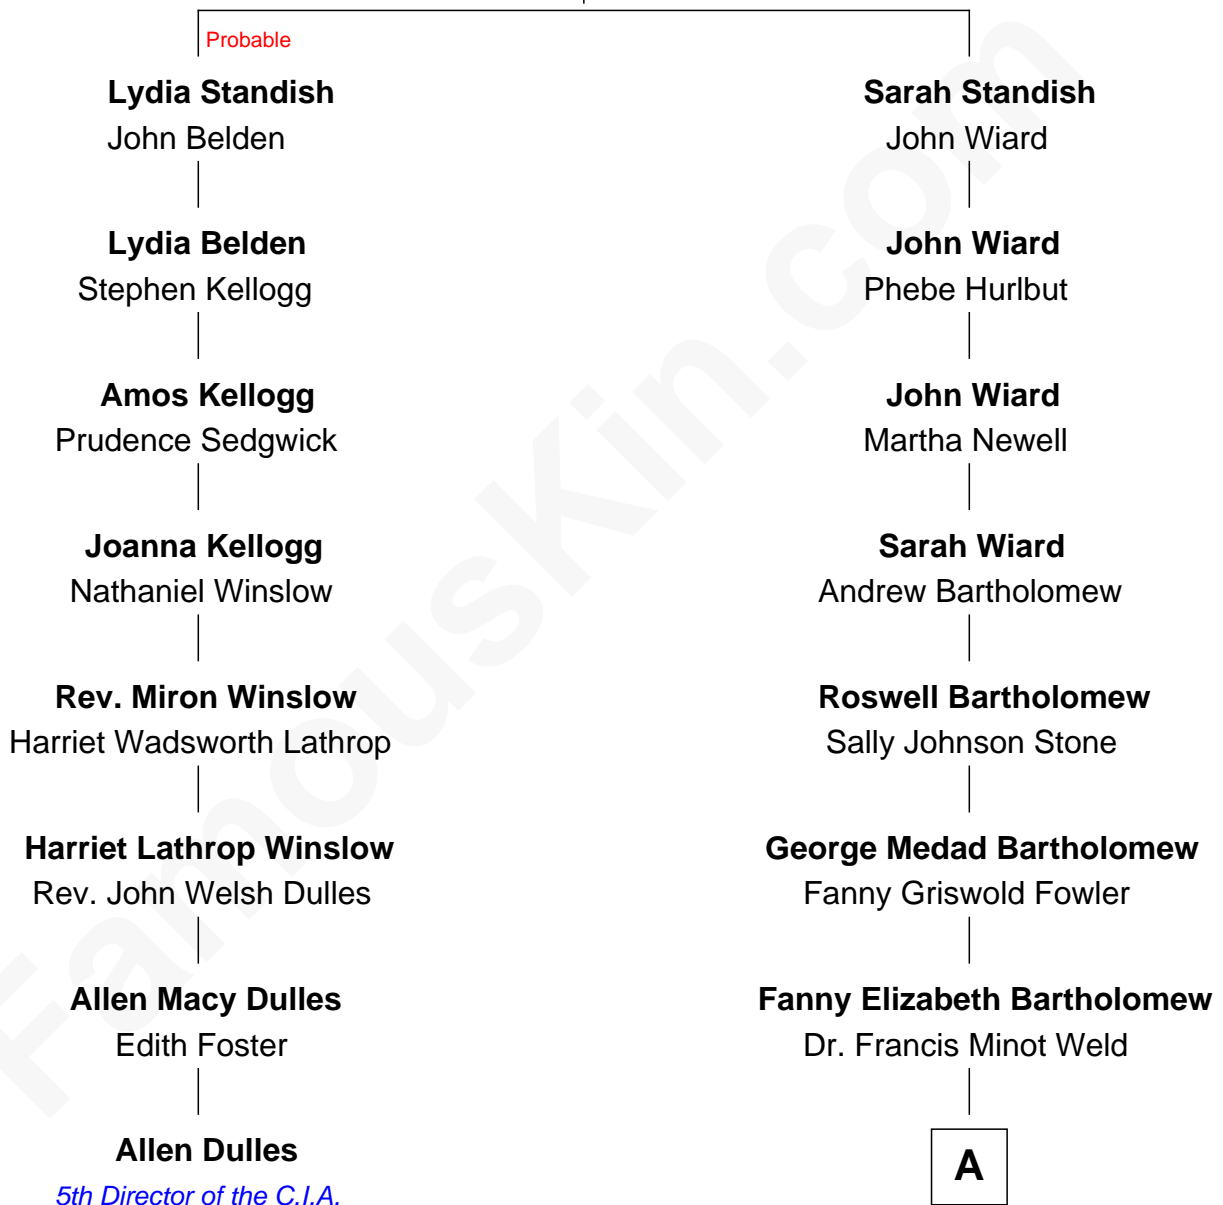 Probable
Lydia Standish
John Belden
Lydia Belden
Stephen Kellogg
Amos Kellogg
Prudence Sedgwick
Joanna Kellogg
Nathaniel Winslow
Rev. Miron Winslow
Harriet Wadsworth Lathrop
Harriet Lathrop Winslow
Rev. John Welsh Dulles
Allen Macy Dulles
Edith Foster
Allen Dulles
5th Director of the C.I.A.
Sarah Standish
John Wiard
John Wiard
Phebe Hurlbut
John Wiard
Martha Newell
Sarah Wiard
Andrew Bartholomew
Roswell Bartholomew
Sally Johnson Stone
George Medad Bartholomew
Fanny Griswold Fowler
Fanny Elizabeth Bartholomew
Dr. Francis Minot Weld
A
FamousKin.com